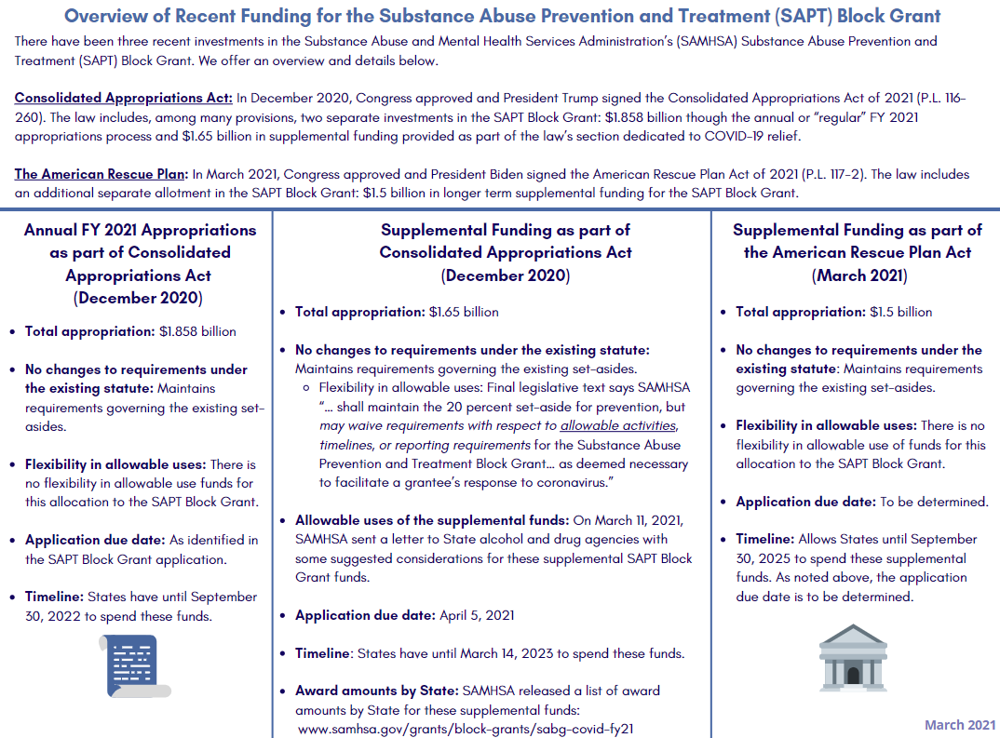 Overview of Recent Funding for the Substance Abuse Prevention and Treatment (SAPT) Block Grant
There have been three recent investments in the Substance Abuse and Mental Health Services Administration's (SAMHSA) Substance Abuse Prevention and
Treatment (SAPT) Block Grant. We offer an overview and details below.
Consolidated Appropriations Act: In December 2020, Congress approved and President Trump signed the Consolidated Appropriations Act of 2021 (P.L. 116-
260). The law includes, among many provisions, two separate investments in the SAPT Block Grant: $1.858 billion though the annual or "regular" FY 2021
appropriations process and $1.65 billion in supplemental funding provided as part of the law's section dedicated to COVID-19 relief.
The American Rescue Plan: In March 2021, Congress approved and President Biden signed the American Rescue Plan Act of 2021 (P.L. 117-2). The law includes
an additional separate allotment in the SAPT Block Grant: $1.5 billion in longer term supplemental funding for the SAPT Block Grant.
Annual FY 2021 Appropriations
as part of Consolidated
Appropriations Act
(December 2020)
• Total appropriation: $1.858 billion
• No changes to requirements under
the existing statute: Maintains
requirements governing the existing set-
asides.
• Flexibility in allowable uses: There is
no flexibility in allowable use funds for
this allocation to the SAPT Block Grant.
• Application due date: As identified in
the SAPT Block Grant application.
• Timeline: States have until September
30, 2022 to spend these funds.
Supplemental Funding as part of
Consolidated Appropriations Act
(December 2020)
• Total appropriation: $1.65 billion
• No changes to requirements under the existing statute:
Maintains requirements governing the existing set-asides.
○ Flexibility in allowable uses: Final legislative text says SAMHSA
"... shall maintain the 20 percent set-aside for prevention, but
may waive requirements with respect to allowable activities,
timelines, or reporting requirements for the Substance Abuse
Prevention and Treatment Block Grant... as deemed necessary
to facilitate a grantee's response to coronavirus."
• Allowable uses of the supplemental funds: On March 11, 2021,
SAMHSA sent a letter to State alcohol and drug agencies with
some suggested considerations for these supplemental SAPT Block
Grant funds.
• Application due date: April 5, 2021
• Timeline: States have until March 14, 2023 to spend these funds.
• Award amounts by State: SAMHSA released a list of award
amounts by State for these supplemental funds:
www.samhsa.gov/grants/block-grants/sabg-covid-fy21
Supplemental Funding as part of
the American Rescue Plan Act
(March 2021)
• Total appropriation: $1.5 billion
• No changes to requirements under the
existing statute: Maintains requirements
governing the existing set-asides.
• Flexibility in allowable uses: There is no
flexibility in allowable use of funds for this
allocation to the SAPT Block Grant.
• Application due date: To be determined.
• Timeline: Allows States until September
30, 2025 to spend these supplemental
funds. As noted above, the application
due date is to be determined.
March 2021